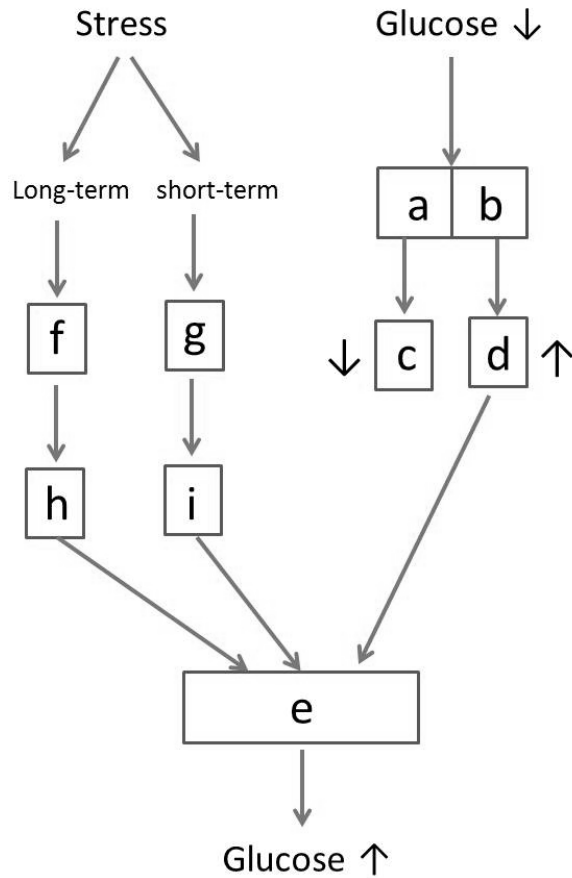 Stress
Glucose ↓
Long-term
short-term
a
b
f
g
↓
c
d
↑
h
i
e
Glucose ↑